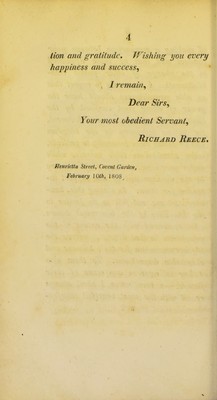 4
tion and gratitude. Wishing you every
happiness and success,
I remain,
Dear Sirs,
Your most obedient Servant,
RICHARD REECE.
Henrietta Street, Covent Garden,
February 16th, 1808.